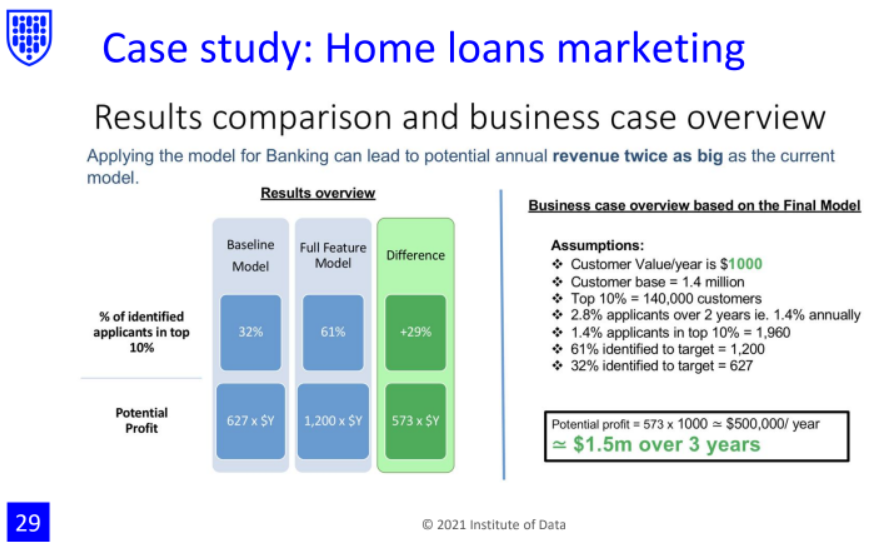 Case study: Home loans marketing
Results comparison and business case overview
Applying the model for Banking can lead to potential annual revenue twice as big as the current
model.
Results overview
Baseline
Model
Full Feature
Model
Difference
% of identified
applicants in top
10%
32%
61%
+29%
Potential
Profit
627 x $Y
1,200 x $Y
573 x $Y
Business case overview based on the Final Model
Assumptions:
❖ Customer Value/year is $1000
❖ Customer base = 1.4 million
❖ Top 10% = 140,000 customers
❖ 2.8% applicants over 2 years ie. 1.4% annually
❖ 1.4% applicants in top 10% = 1,960
❖ 61% identified to target = 1,200
❖ 32% identified to target = 627
Potential profit = 573 x 1000 ≃ $500,000/ year
≃ $1.5m over 3 years
29
© 2021 Institute of Data